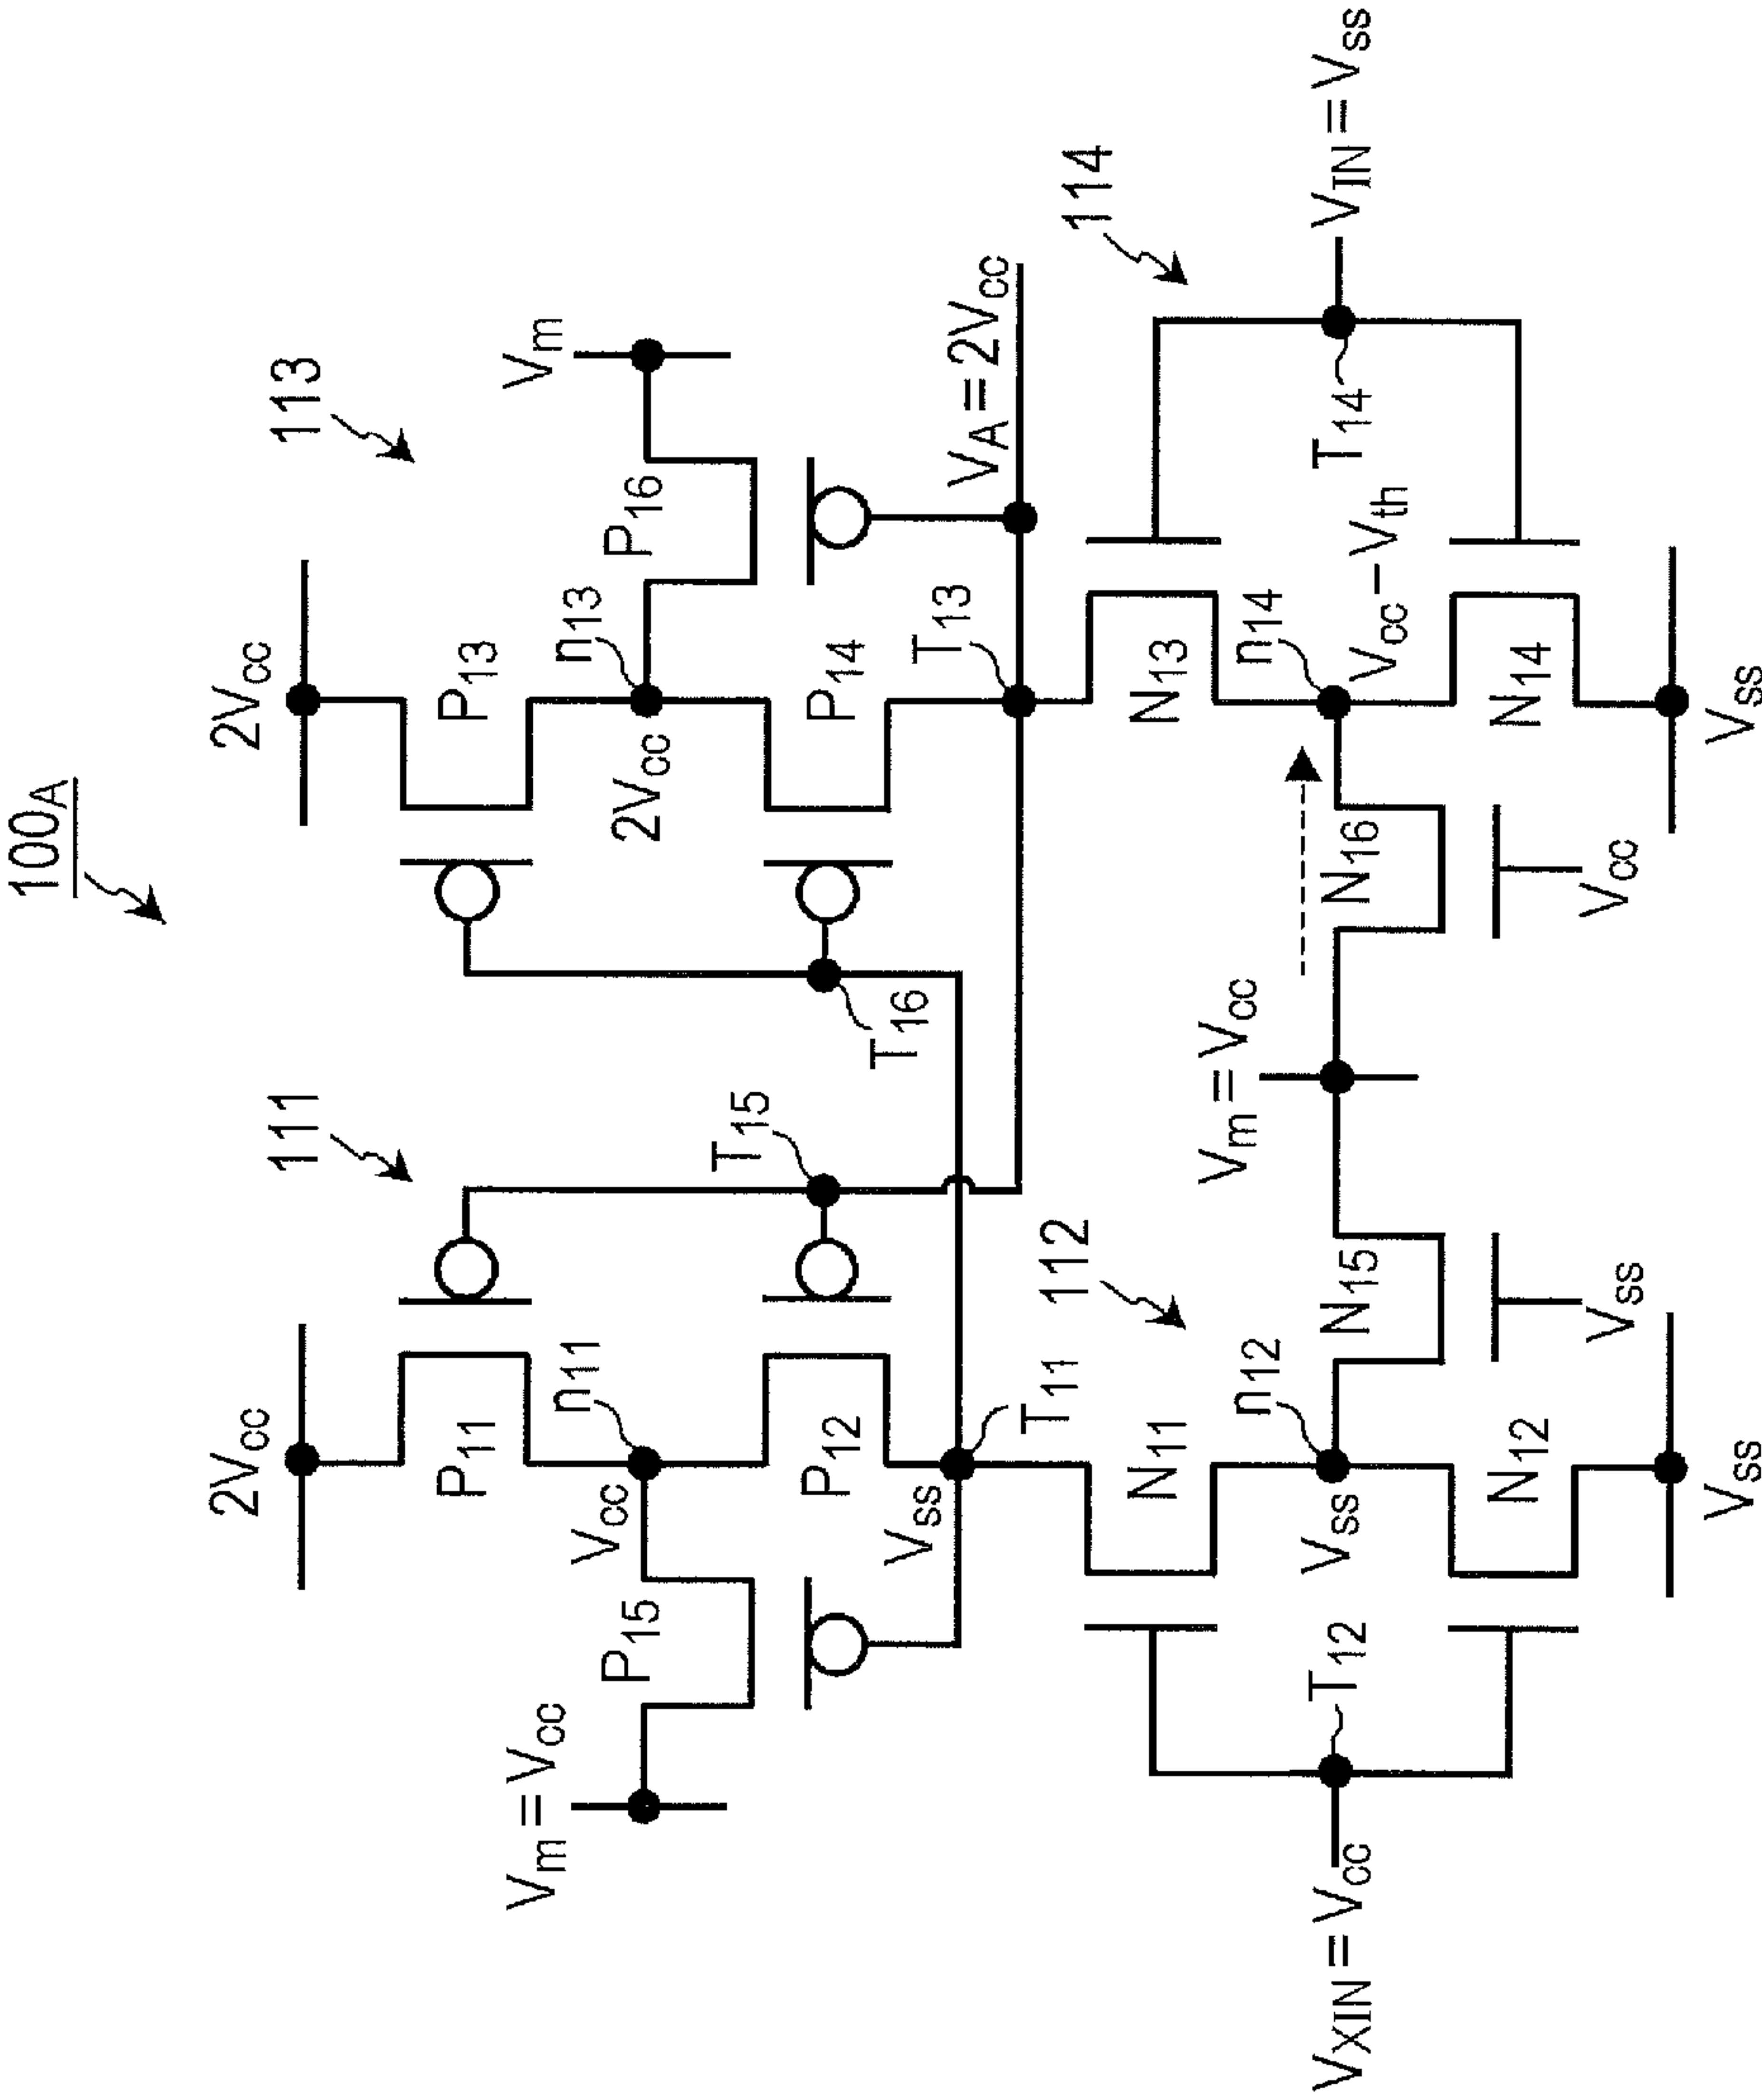 100A
111
113
2Vcc
2Vcc
P11
P13
n11
n13
Vm=Vcc
Vcc
2Vcc
Vm
P15
P16
T15
T16
P12
P14
Vss
T11
T13
VA=2Vcc
112
114
N11
N13
n12
n14
Vm=Vcc
VXIN=Vcc
T12
Vss
N15
N16
Vcc-Vth
T14
VIN=Vss
N12
N14
Vss
Vcc
Vss
Vss